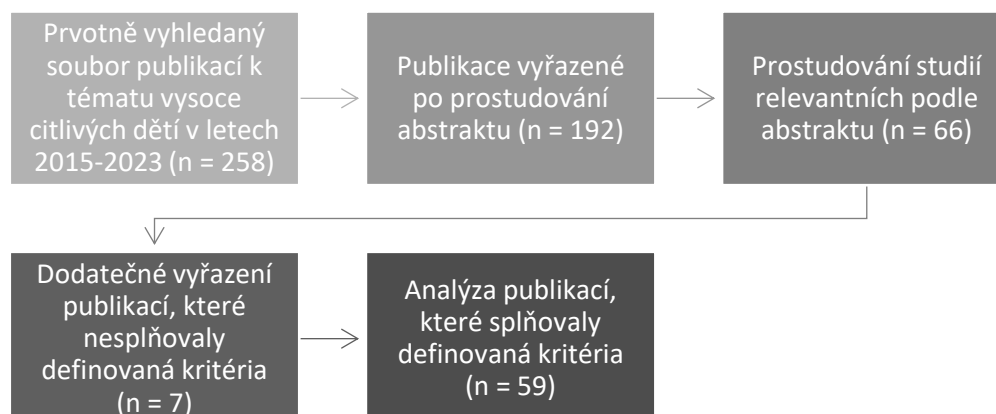 Prvotně vyhledaný
soubor publikací k
tématu vysoce
citlivých dětí v letech
2015-2023 (n = 258)
Publikace vyřazené
po prostudování
abstraktu (n = 192)
Prostudování studií
relevantních podle
abstraktu (n = 66)
Dodatečné vyřazení
publikací, které
nesplňovaly
definovaná kritéria
(n = 7)
Analýza publikací,
které splňovaly
definovaná kritéria
(n = 59)